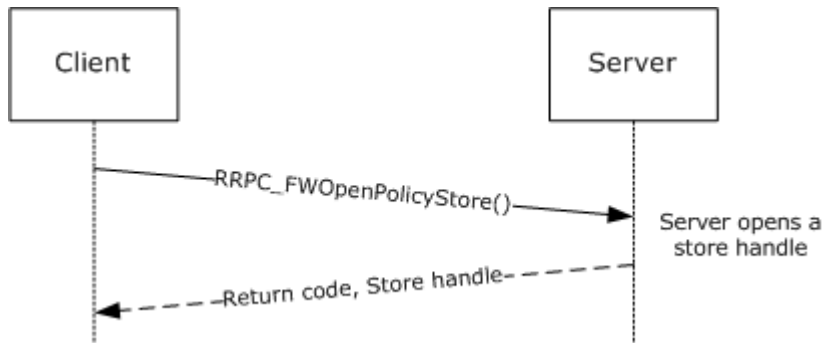 Client
Server
RRPC_FWOpenPolicyStore()
Server opens a
store handle
Return code, Store handle